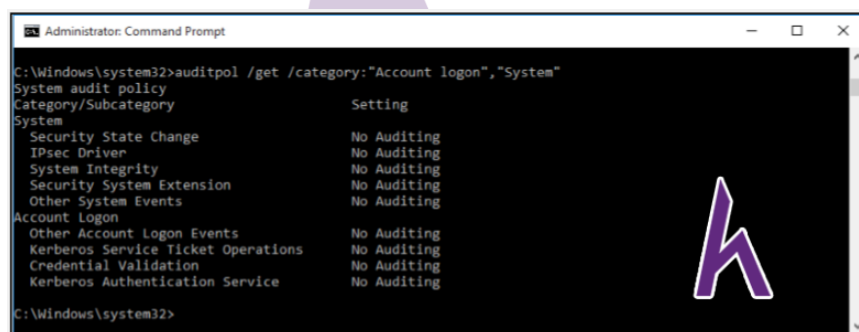 Administrator: Command Prompt
C:\Windows\system32>auditpol /get /category:"Account logon","System"
System audit policy
Category/Subcategory Setting
System
Security State Change No Auditing
IPsec Driver No Auditing
System Integrity No Auditing
Security System Extension No Auditing
Other System Events No Auditing
Account Logon
Other Account Logon Events No Auditing
Kerberos Service Ticket Operations No Auditing
Credential Validation No Auditing
Kerberos Authentication Service No Auditing
C:\Windows\system32>